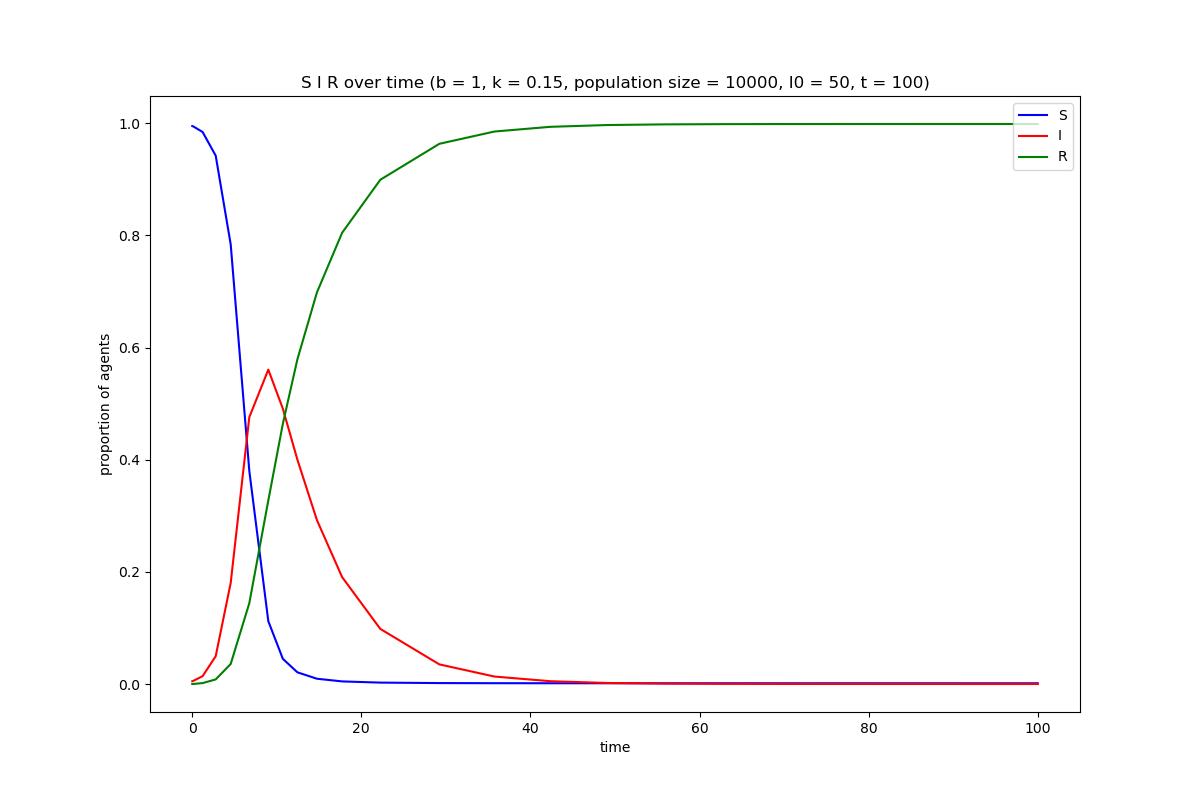 S I R over time (b = 1, k = 0.15, population size = 10000, I0 = 50, t = 100)
1.0
0.8
0.6
0.4
0.2
0.0
proportion of agents
S
I
R
0 20 40 60 80 100
time